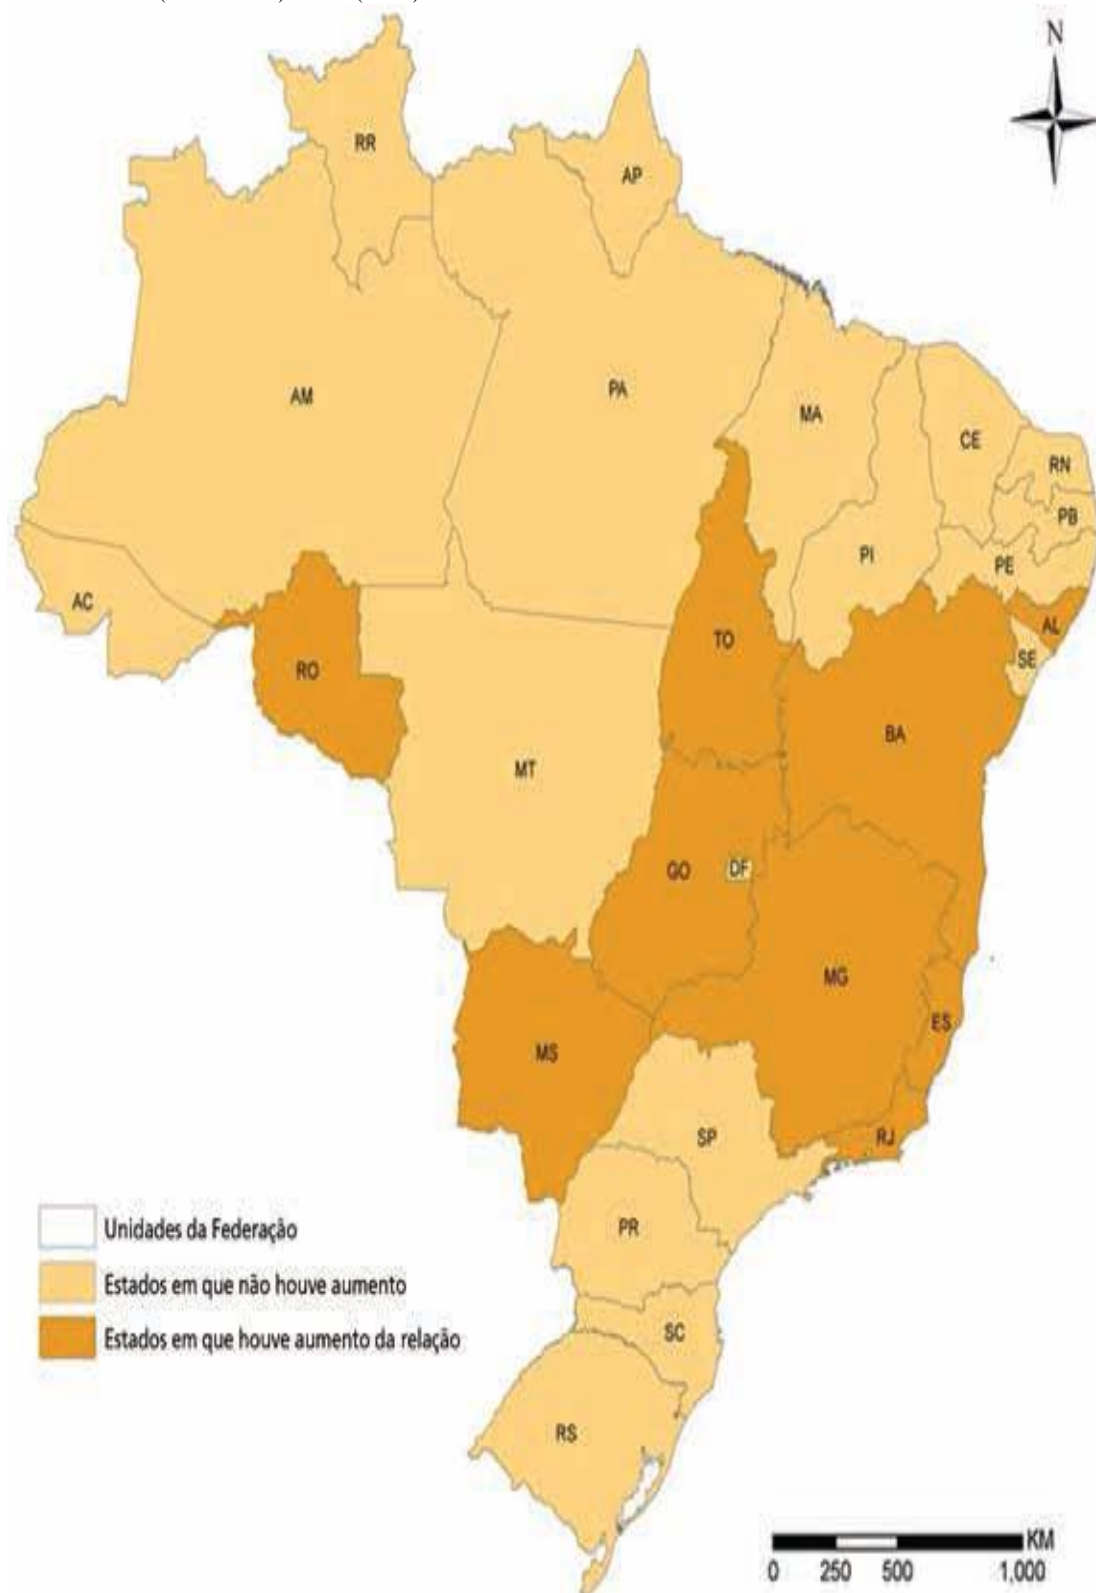 N
RR
AP
AM
PA
MA
CE
RN
PB
PI
PE
AC
AL
TO
SE
RO
BA
MT
GO
DF
MG
ES
MS
RJ
SP
PR
SC
RS
Unidades da Federação
Estados em que não houve aumento
Estados em que houve aumento da relação
KM
0 250 500 1,000